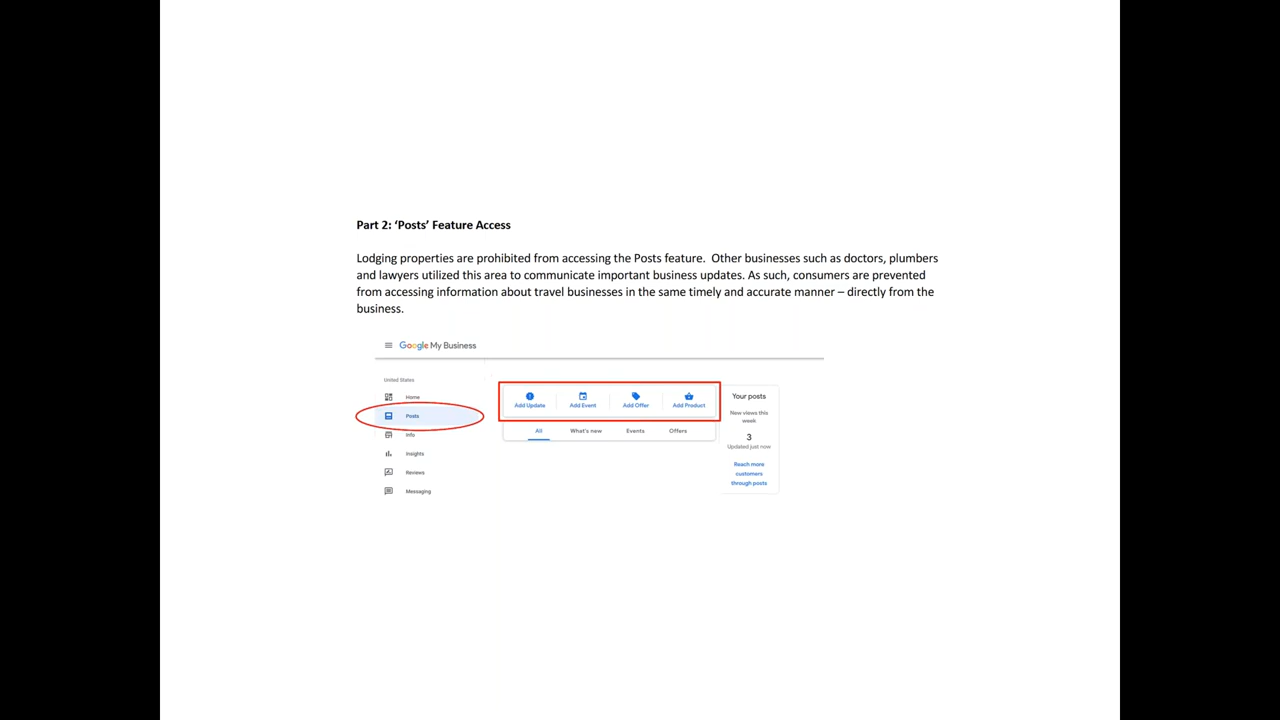 Part 2: ‘Posts’ Feature Access
Lodging properties are prohibited from accessing the Posts feature.  Other businesses such as doctors, plumbers
and lawyers utilized this area to communicate important business updates. As such, consumers are prevented
from accessing information about travel businesses in the same timely and accurate manner – directly from the
business.
Google My Business
United States
Home
Posts
Info
Insights
Reviews
Messaging
Add Update
Add Event
Add Offer
Add Product
All
What's new
Events
Offers
Your posts
New views this
week
3
Updated just now
Reach more
customers
through posts